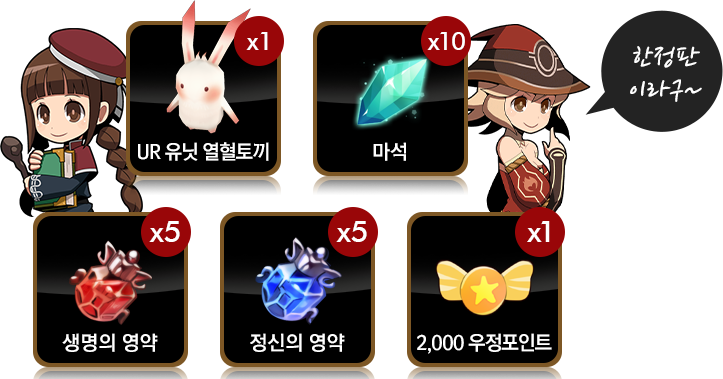 x1
UR 유닛 열혈토끼
x10
마석
한정판
이라구~
x5
생명의 영약
x5
정신의 영약
x1
2,000 우정포인트